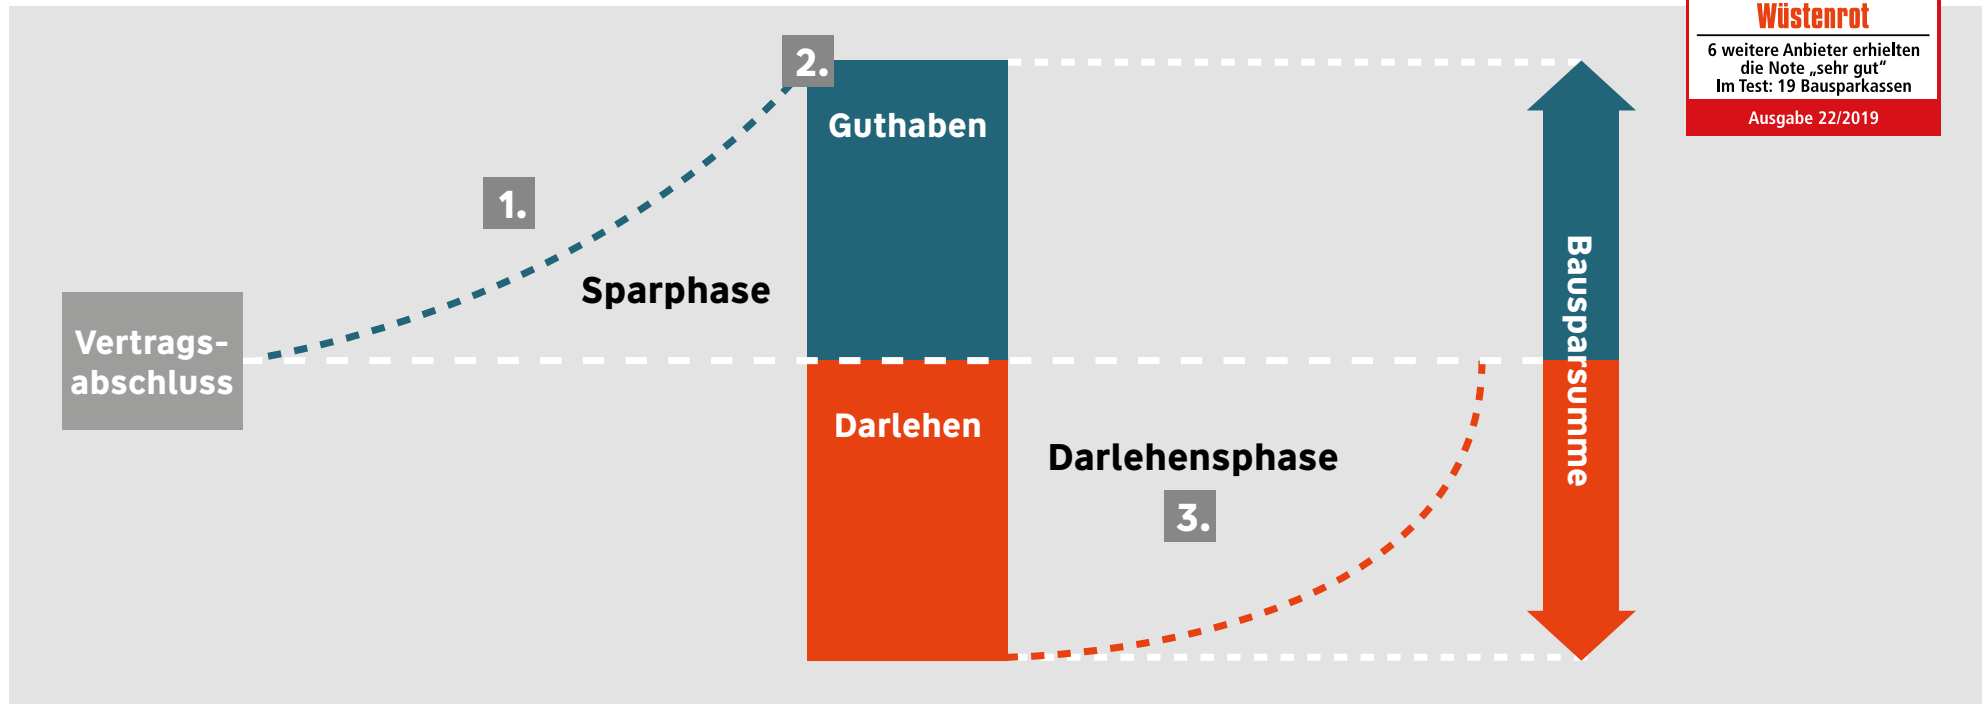 Wüstenrot
6 weitere Anbieter erhielten
die Note „sehr gut“
Im Test: 19 Bausparkassen
Ausgabe 22/2019
2.
Guthaben
1.
Sparphase
Vertrags-
abschluss
Darlehen
Darlehensphase
3.
Bausparsumme